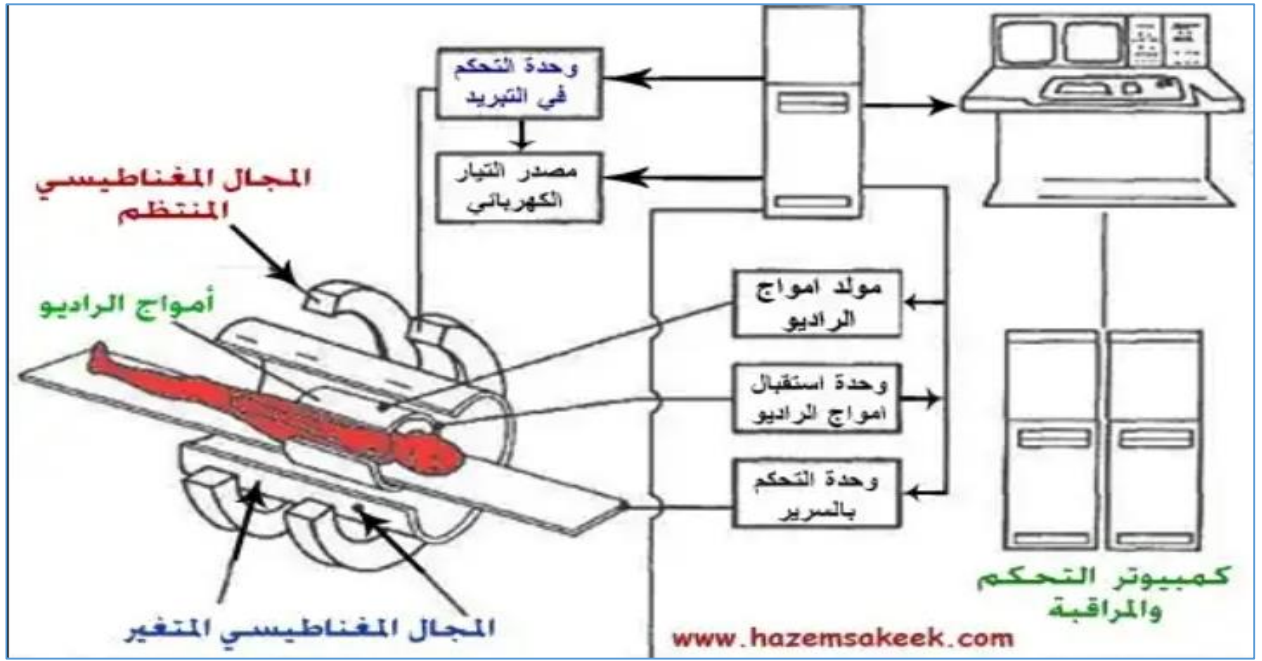 وحدة التحكم
في التبريد
مصدر التيار
الكهربائي
المجال المغناطيسي
المنتظم
أمواج الراديو
مولد امواج
الراديو
وحدة استقبال
امواج الراديو
وحدة التحكم
بالسرير
كمبيوتر التحكم
والمراقبة
المجال المغناطيسي المتغير
www.hazemsakeek.com